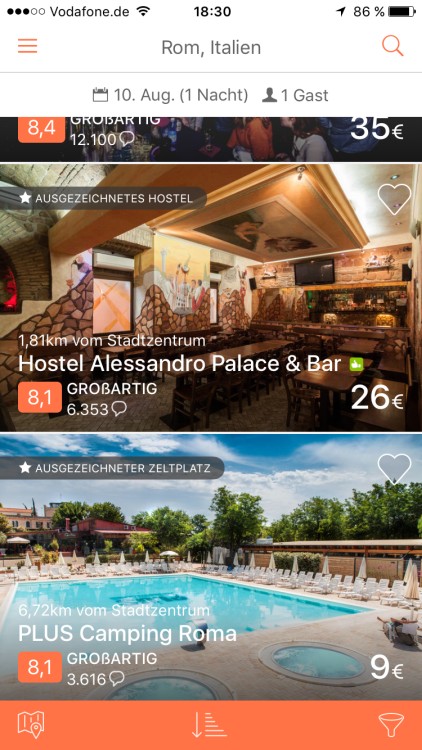 Vodafone.de
18:30
86 %
Rom, Italien
10. Aug. (1 Nacht)
1 Gast
8,4
GROẞARTIG
12.100
35€
AUSGEZEICHNETES HOSTEL
1,81km vom Stadtzentrum
Hostel Alessandro Palace & Bar
8,1
GROẞARTIG
6.353
26€
AUSGEZEICHNETER ZELTPLATZ
6,72km vom Stadtzentrum
PLUS Camping Roma
8,1
GROẞARTIG
3.616
9€